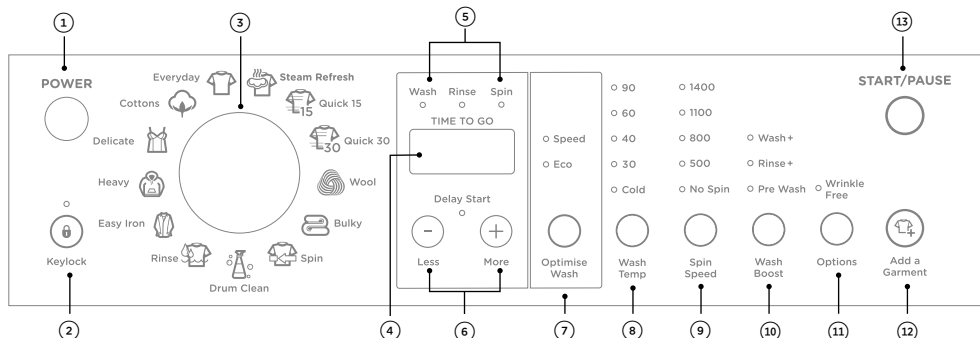 1
3
5
13
POWER
Everyday
Steam Refresh
Cottons
15
Quick 15
Delicate
30
Quick 30
Heavy
Wool
Easy Iron
Bulky
Rinse
Spin
Drum Clean
Keylock
Wash Rinse Spin
TIME TO GO
Delay Start
Less More
Speed
Eco
Optimise
Wash
90
60
40
30
Cold
Wash
Temp
1400
1100
800
500
No Spin
Spin
Speed
Wash+
Rinse+
Pre Wash
Wash
Boost
Wrinkle
Free
Options
START/PAUSE
Add a
Garment
2
4
6
7
8
9
10
11
12